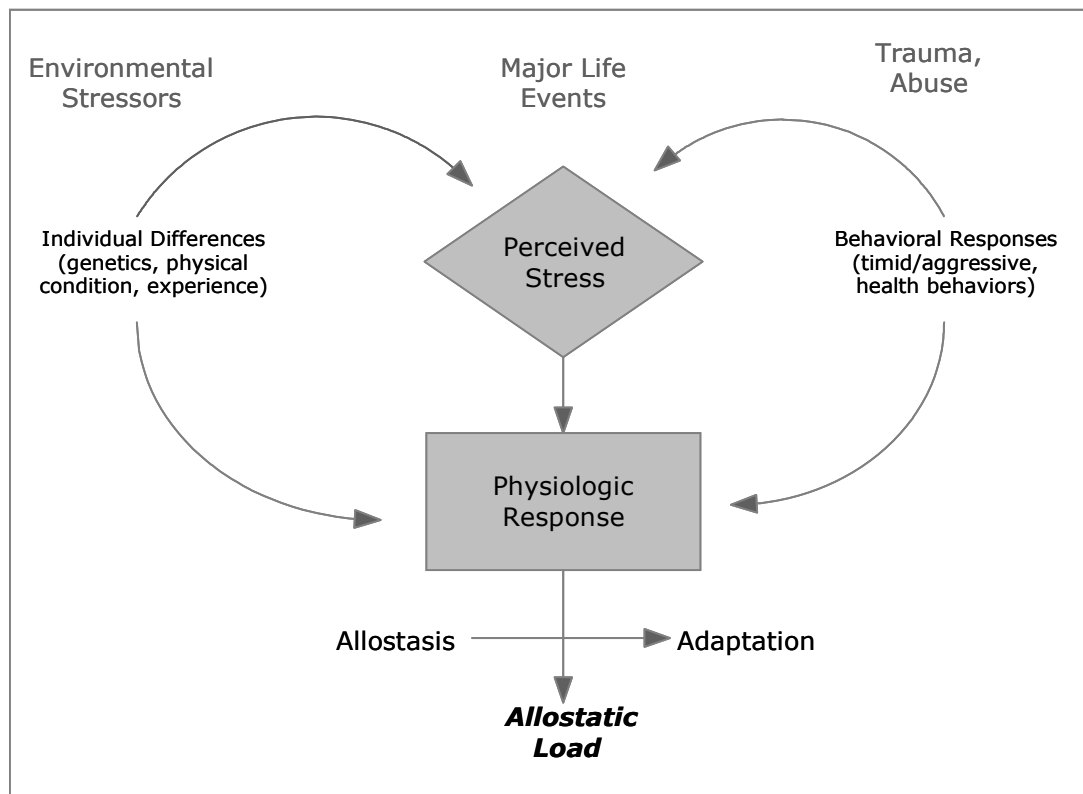 Environmental
Stressors
Major Life
Events
Trauma,
Abuse
Individual Differences
(genetics, physical
condition, experience)
Perceived
Stress
Behavioral Responses
(timid/aggressive,
health behaviors)
Physiologic
Response
Allostasis
Adaptation
Allostatic
Load